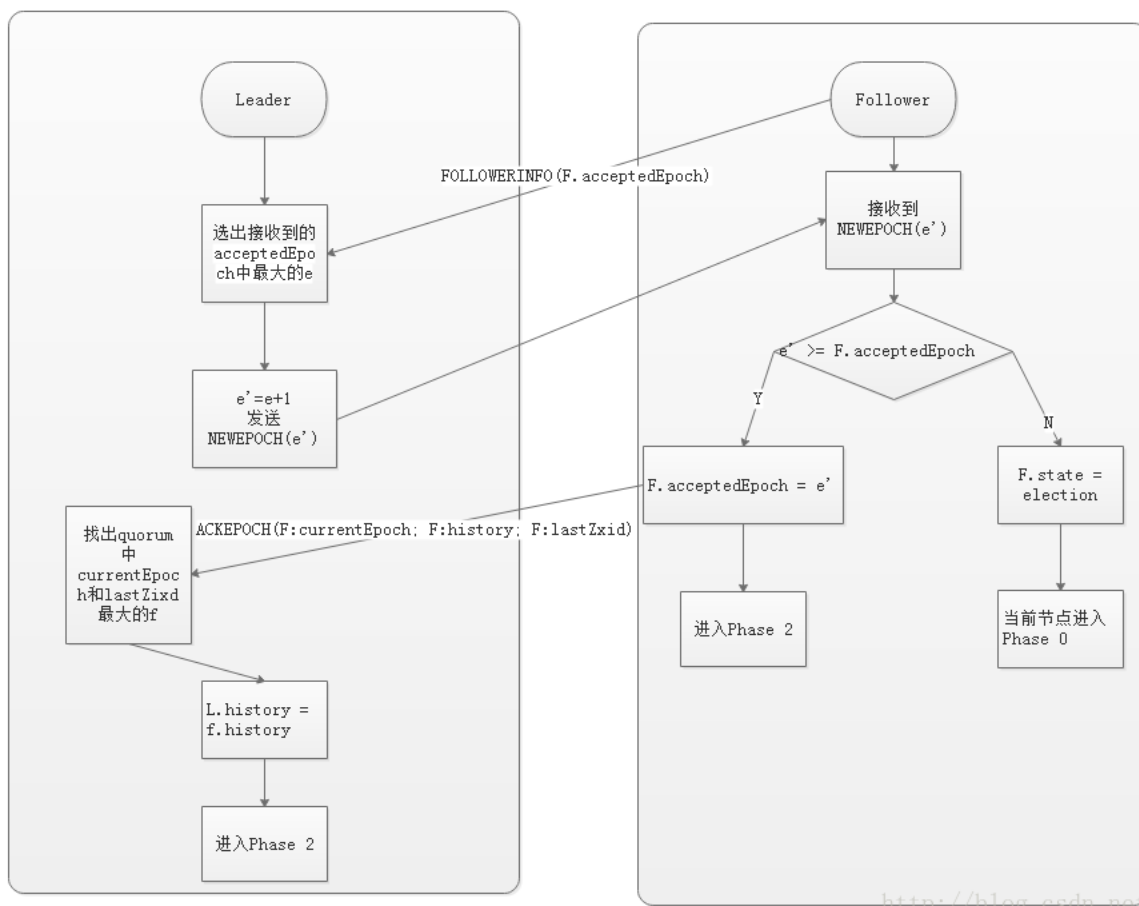 Leader
选出接收到的
acceptedEpo
ch中最大的e
e'=e+1
发送
NEWEPOCH(e')
找出quorum
中
currentEpoc
h和lastZixd
最大的f
L.history =
f.history
进入Phase 2
FOLLOWERINFO(F.acceptedEpoch)
ACKEPOCH(F:currentEpoch; F:history; F:lastZxid)
Follower
接收到
NEWEPOCH(e')
e' >= F.acceptedEpoch
Y
N
F.acceptedEpoch = e'
F.state =
election
进入Phase 2
当前节点进入
Phase 0
http://blog.csdn.ne